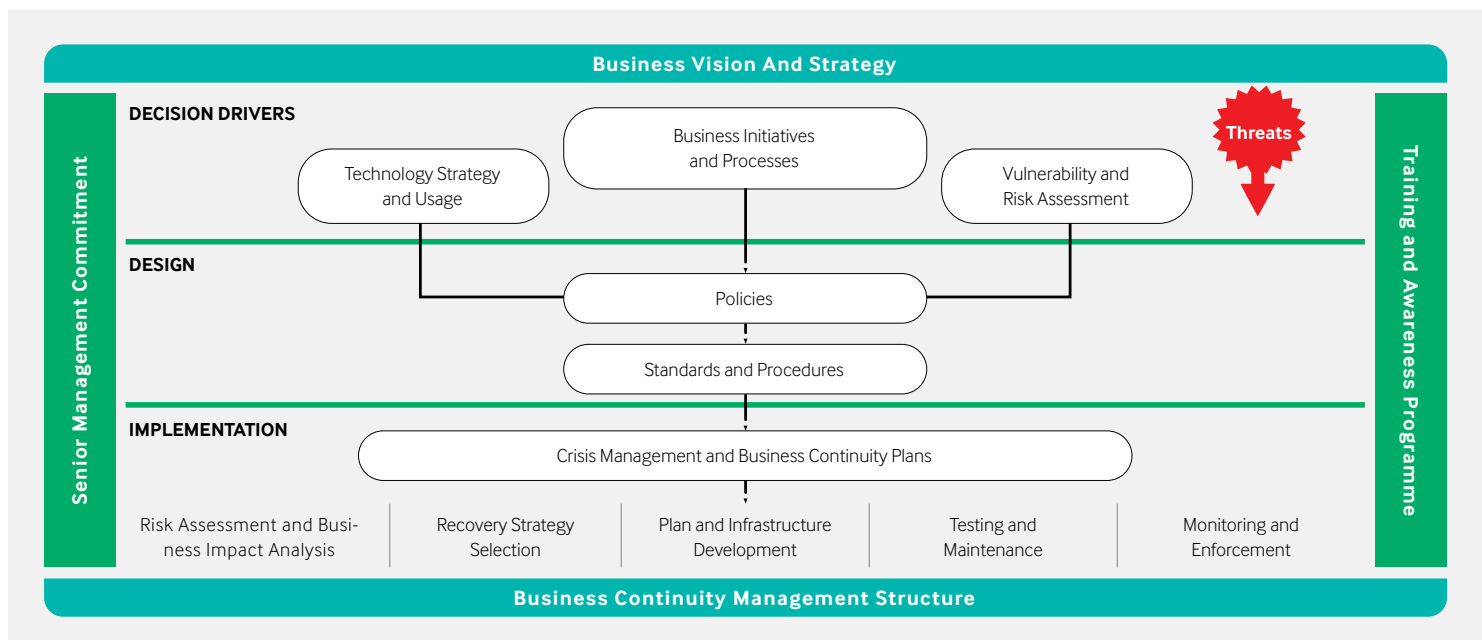 Business Vision And Strategy
Senior Management Commitment
DECISION DRIVERS
Business Initiatives
and Processes
Technology Strategy
and Usage
Vulnerability and
Risk Assessment
Threats
Training and Awareness Programme
DESIGN
Policies
Standards and Procedures
IMPLEMENTATION
Crisis Management and Business Continuity Plans
Risk Assessment and Busi-
ness Impact Analysis
Recovery Strategy
Selection
Plan and Infrastructure
Development
Testing and
Maintenance
Monitoring and
Enforcement
Business Continuity Management Structure